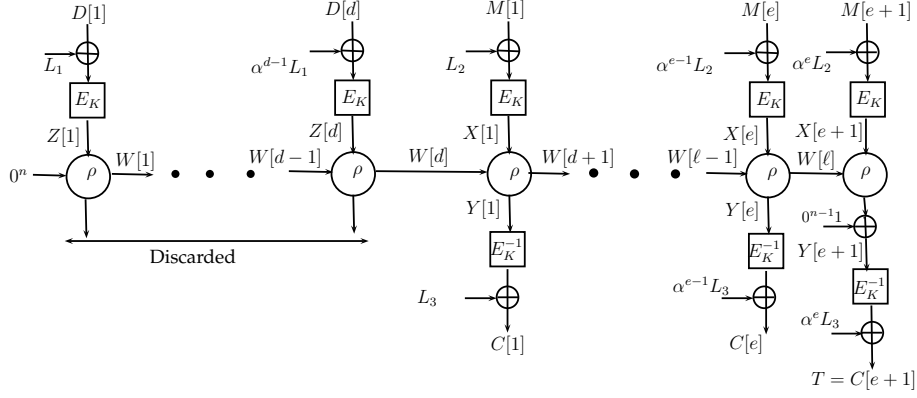 D[1] D[d] M[1] M[e] M[e+1]
L_1 α^{d−1}L_1 L_2 α^{e−1}L_2 α^eL_2
E_K E_K E_K E_K E_K
Z[1] Z[d] X[1] X[e] X[e+1]
0^n ρ W[1] • • • W[d−1] ρ W[d] ρ W[d+1] • • • W[ℓ−1] ρ W[ℓ] ρ
Y[1] Y[e] 0^{n−1}1
Discarded E_K^{−1} E_K^{−1} Y[e+1]
L_3 α^{e−1}L_3 E_K^{−1}
C[1] C[e] α^eL_3
T = C[e+1]